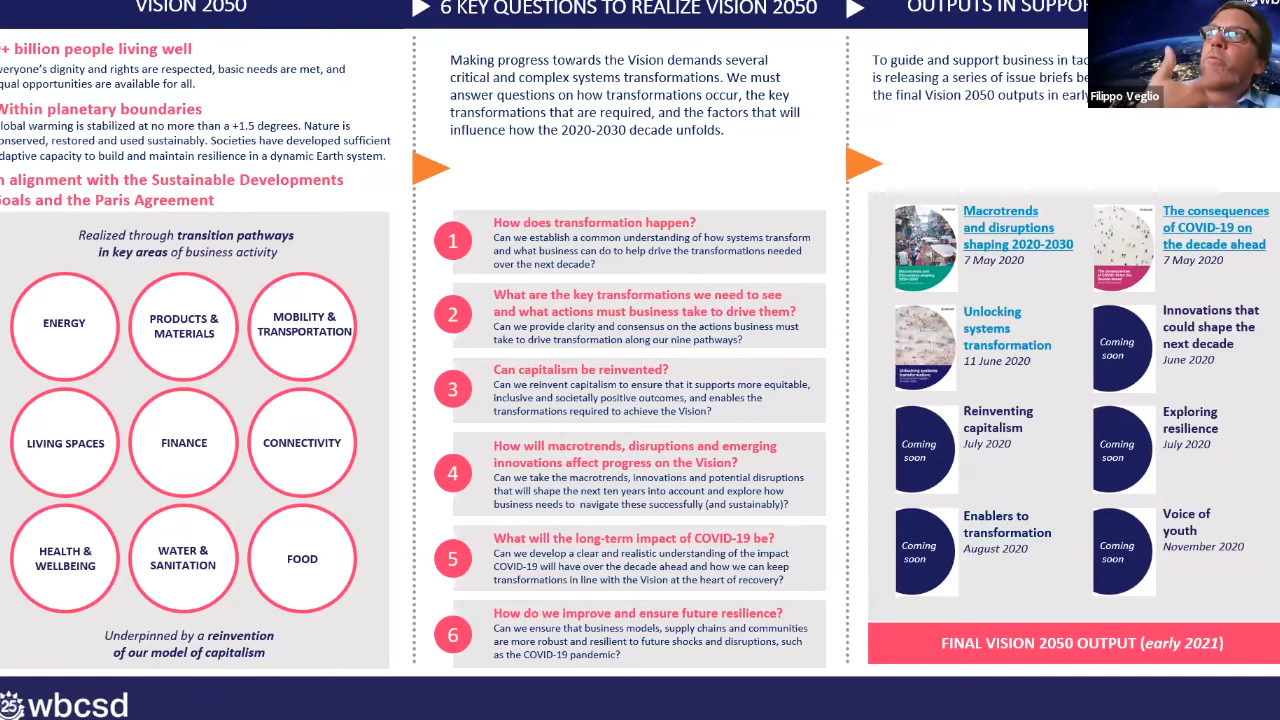 VISION 2050
+ billion people living well
veryone's dignity and rights are respected, basic needs are met, and
qual opportunities are available for all.
Within planetary boundaries
lobal warming is stabilized at no more than a +1.5 degrees. Nature is
onserved, restored and used sustainably. Societies have developed sufficient
daptive capacity to build and maintain resilience in a dynamic Earth system.
n alignment with the Sustainable Developments
Goals and the Paris Agreement
Realized through transition pathways
in key areas of business activity
ENERGY
PRODUCTS &
MATERIALS
MOBILITY &
TRANSPORTATION
LIVING SPACES
FINANCE
CONNECTIVITY
HEALTH &
WELLBEING
WATER &
SANITATION
FOOD
Underpinned by a reinvention
of our model of capitalism
6 KEY QUESTIONS TO REALIZE VISION 2050
Making progress towards the Vision demands several
critical and complex systems transformations. We must
answer questions on how transformations occur, the key
transformations that are required, and the factors that will
influence how the 2020-2030 decade unfolds.
1
How does transformation happen?
Can we establish a common understanding of how systems transform
and what business can do to help drive the transformations needed
over the next decade?
2
What are the key transformations we need to see
and what actions must business take to drive them?
Can we provide clarity and consensus on the actions business must
take to drive transformation along our nine pathways?
3
Can capitalism be reinvented?
Can we reinvent capitalism to ensure that it supports more equitable,
inclusive and societally positive outcomes, and enables the
transformations required to achieve the Vision?
4
How will macrotrends, disruptions and emerging
innovations affect progress on the Vision?
Can we take the macrotrends, innovations and potential disruptions
that will shape the next ten years into account and explore how
business needs to navigate these successfully (and sustainably)?
5
What will the long-term impact of COVID-19 be?
Can we develop a clear and realistic understanding of the impact
COVID-19 will have over the decade ahead and how we can keep
transformations in line with the Vision at the heart of recovery?
6
How do we improve and ensure future resilience?
Can we ensure that business models, supply chains and communities
are more robust and resilient to future shocks and disruptions, such
as the COVID-19 pandemic?
OUTPUTS IN SUPPOR
To guide and support business in tac
is releasing a series of issue briefs be
the final Vision 2050 outputs in early
Filippo Veglio
Macrotrends
and disruptions
shaping 2020-2030
7 May 2020
The consequences
of COVID-19 on
the decade ahead
7 May 2020
Unlocking
systems
transformation
11 June 2020
Coming
soon
Innovations that
could shape the
next decade
June 2020
Coming
soon
Reinventing
capitalism
July 2020
Coming
soon
Exploring
resilience
July 2020
Coming
soon
Enablers to
transformation
August 2020
Coming
soon
Voice of
youth
November 2020
FINAL VISION 2050 OUTPUT (early 2021)
25
wbcsd